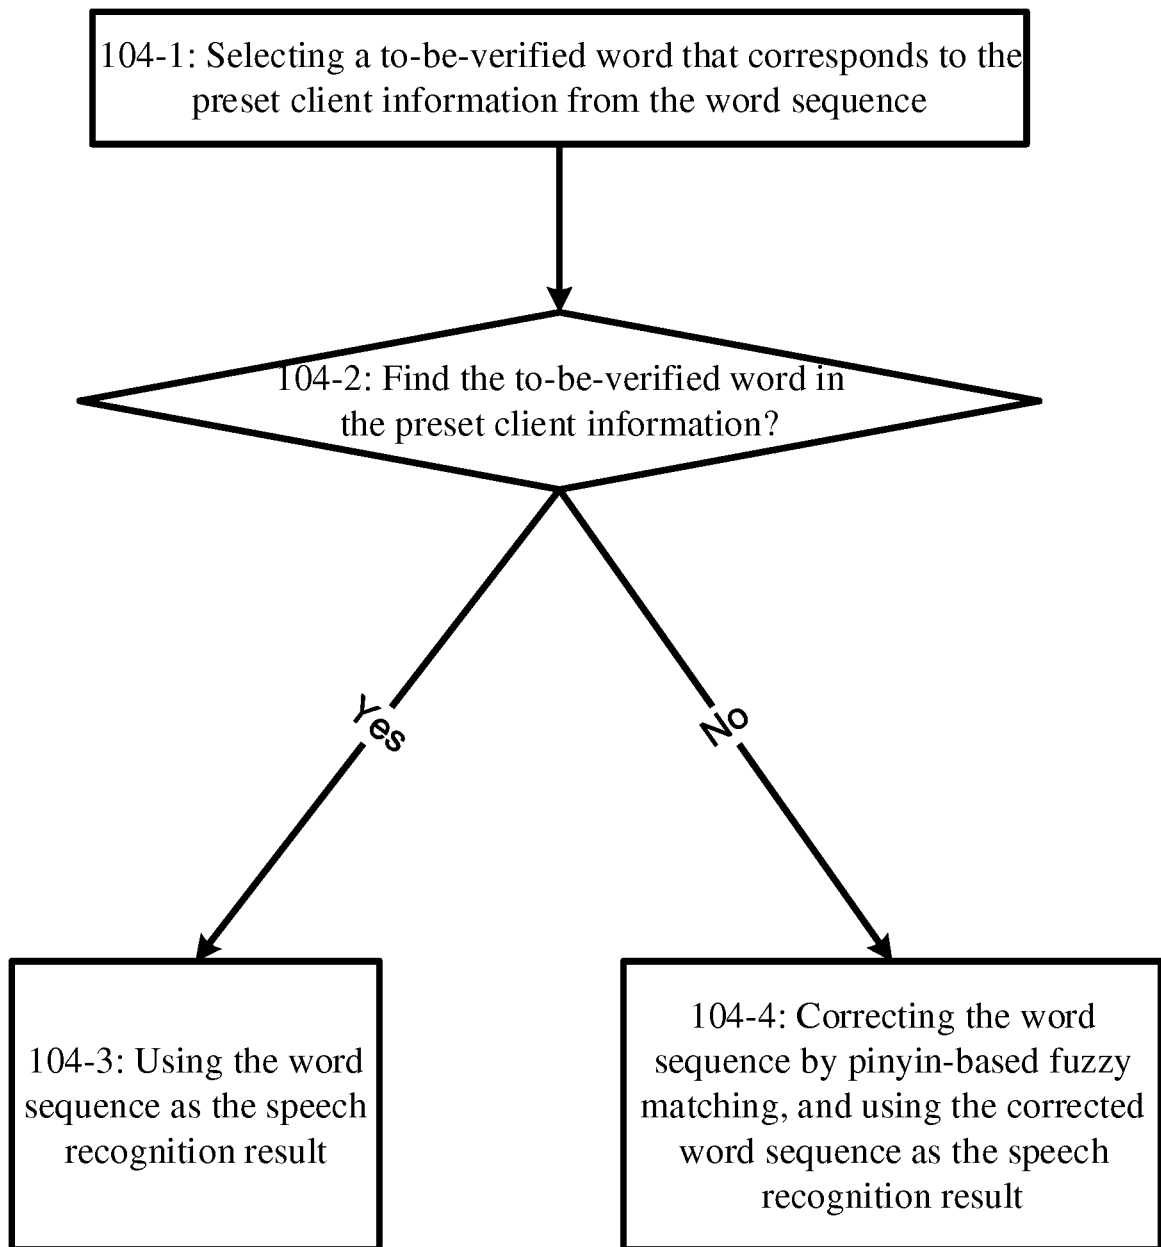 104-1: Selecting a to-be-verified word that corresponds to the
preset client information from the word sequence
104-2: Find the to-be-verified word in
the preset client information?
Yes
No
104-3: Using the word
sequence as the speech
recognition result
104-4: Correcting the word
sequence by pinyin-based fuzzy
matching, and using the corrected
word sequence as the speech
recognition result